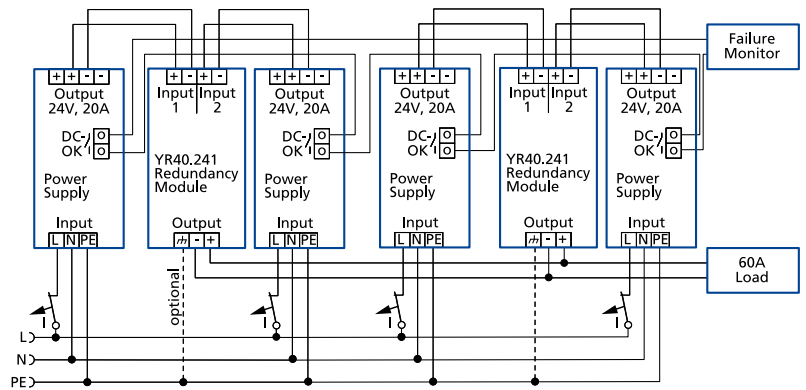 Failure
Monitor
+ + - -
Output
24V, 20A
DC-
OK
Power
Supply
Input
L N PE
+ - + -
Input Input
1 2
YR40.241
Redundancy
Module
Output
- +
+ + - -
Output
24V, 20A
DC-
OK
Power
Supply
Input
L N PE
+ + - -
Output
24V, 20A
DC-
OK
Power
Supply
Input
L N PE
+ - + -
Input Input
1 2
YR40.241
Redundancy
Module
Output
- +
+ + - -
Output
24V, 20A
DC-
OK
Power
Supply
Input
L N PE
60A
Load
optional
I
I
I
I
L
N
PE